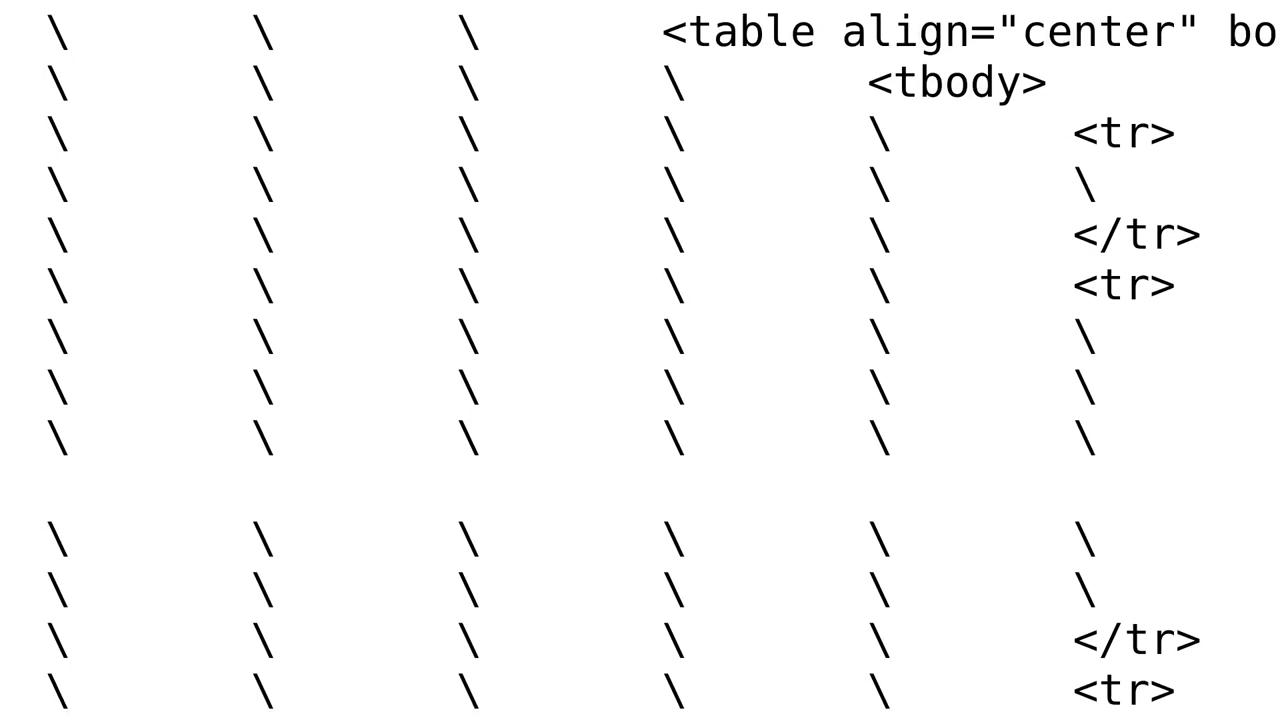 \ \ \ <table align="center" bo
\ \ \ \ <tbody>
\ \ \ \ \ <tr>
\ \ \ \ \ \
\ \ \ \ \ </tr>
\ \ \ \ \ <tr>
\ \ \ \ \ \
\ \ \ \ \ \
\ \ \ \ \ \
\ \ \ \ \ \
\ \ \ \ \ \
\ \ \ \ \ </tr>
\ \ \ \ \ <tr>